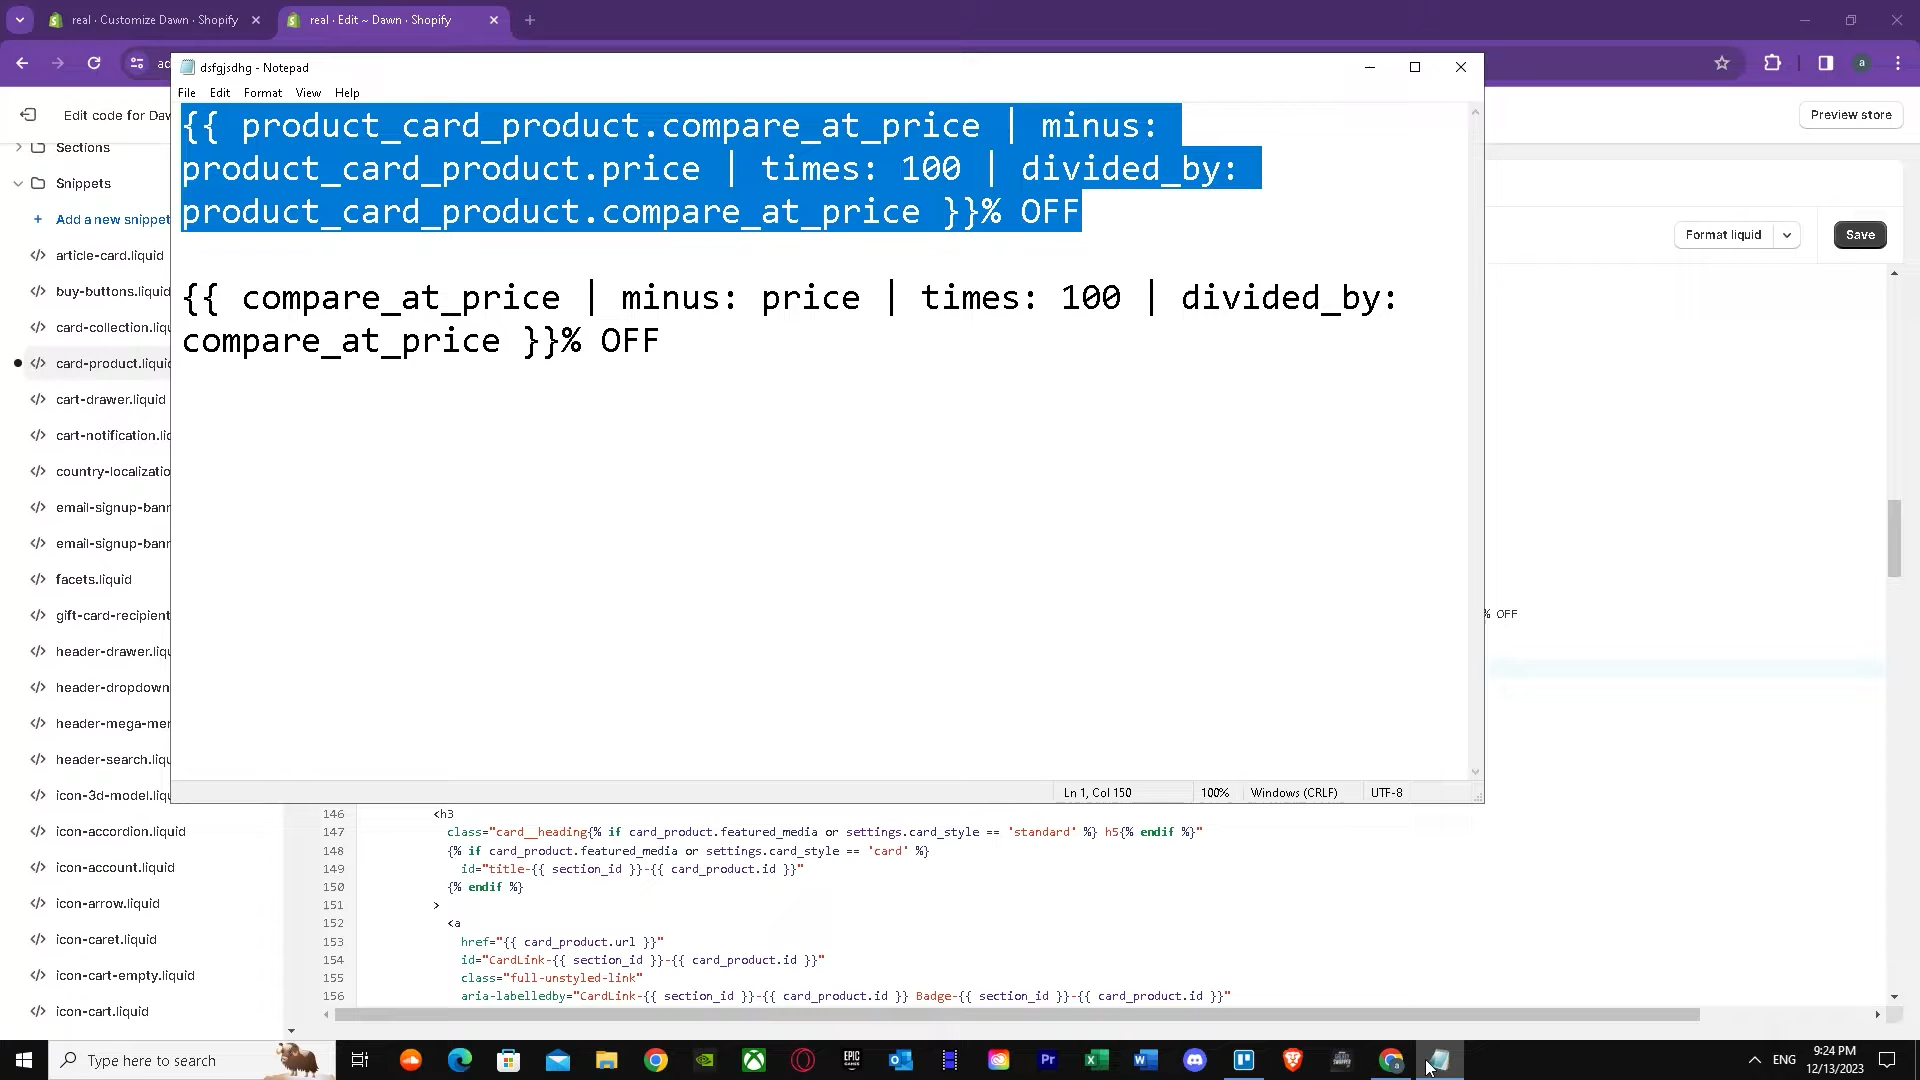 real · Customize Dawn · Shopify
real · Edit ~ Dawn · Shopify
dsfgjsdhg - Notepad
File Edit Format View Help
Edit code for Daw
Preview store
Sections
Snippets
+ Add a new snippet
article-card.liquid
buy-buttons.liquid
card-collection.liqu
card-product.liquid
cart-drawer.liquid
cart-notification.liq
country-localizatio
email-signup-bann
email-signup-bann
facets.liquid
gift-card-recipient
header-drawer.liqu
header-dropdown
header-mega-mer
header-search.liqu
icon-3d-model.liqu
icon-accordion.liquid
icon-account.liquid
icon-arrow.liquid
icon-caret.liquid
icon-cart-empty.liquid
icon-cart.liquid
{{ product_card_product.compare_at_price | minus:
product_card_product.price | times: 100 | divided_by:
product_card_product.compare_at_price }}% OFF
{{ compare_at_price | minus: price | times: 100 | divided_by:
compare_at_price }}% OFF
Format liquid
Save
% OFF
Ln 1, Col 150 100% Windows (CRLF) UTF-8
146 <h3
147 class="card__heading{% if card_product.featured_media or settings.card_style == 'standard' %} h5{% endif %}"
148 {% if card_product.featured_media or settings.card_style == 'card' %}
149 id="title-{{ section_id }}-{{ card_product.id }}"
150 {% endif %}
151 >
152 <a
153 href="{{ card_product.url }}"
154 id="CardLink-{{ section_id }}-{{ card_product.id }}"
155 class="full-unstyled-link"
156 aria-labelledby="CardLink-{{ section_id }}-{{ card_product.id }} Badge-{{ section_id }}-{{ card_product.id }}"
Type here to search
ENG
9:24 PM
12/13/2023